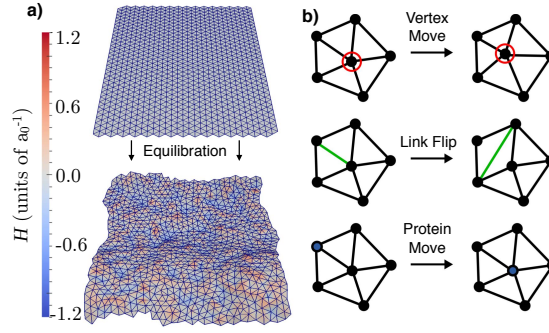 a)
H (units of a₀⁻¹)
1.2
0.6
0.0
-0.6
-1.2
Equilibration
b)
Vertex
Move
Link Flip
Protein
Move